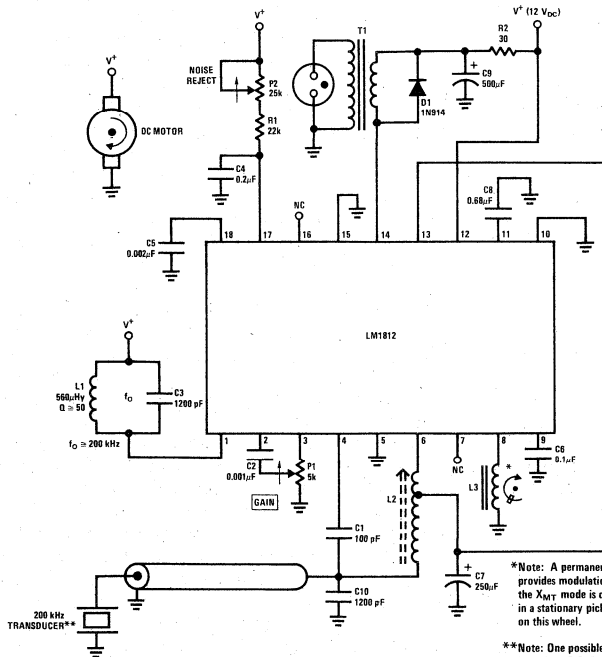 V+
DC MOTOR
V+
NOISE
REJECT
P2
25k
R1
22k
C4
0.2μF
T1
D1
1N914
C9
500μF
+
R2
30
V+ (12 VDC)
C5
0.002μF
NC
C8
0.68μF
18
17
16
15
14
13
12
11
10
LM1812
V+
L1
560μHy
Q ≅ 50
fO
C3
1200 pF
fO ≅ 200 kHz
1
2
3
4
5
6
7
8
9
C2
0.001μF
P1
5k
GAIN
NC
L2
L3
*
C6
0.1μF
C1
100 pF
C10
1200 pF
+
C7
250μF
200 kHz
TRANSDUCER**
*Note: A permaner
provides modulatio
the XMT mode is c
in a stationary pick
on this wheel.
**Note: One possible